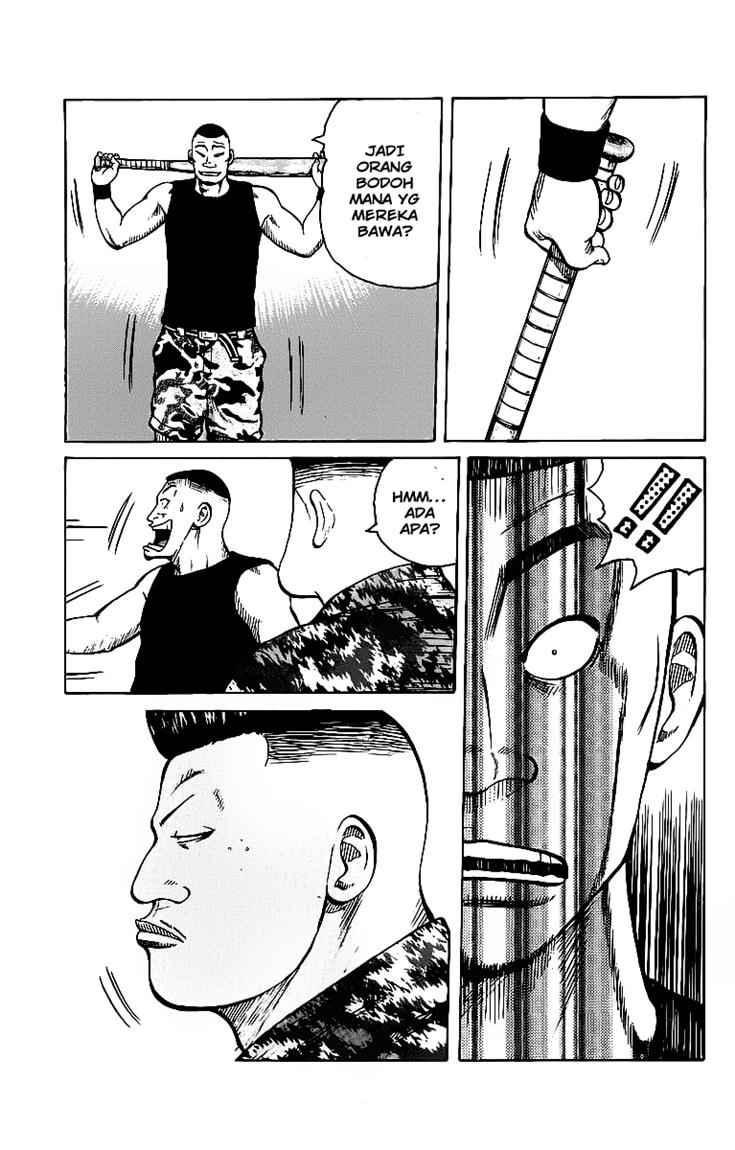 JADI
ORANG
BODOH
MANA YG
MEREKA
BAWA?
!!
HMM...
ADA
APA?